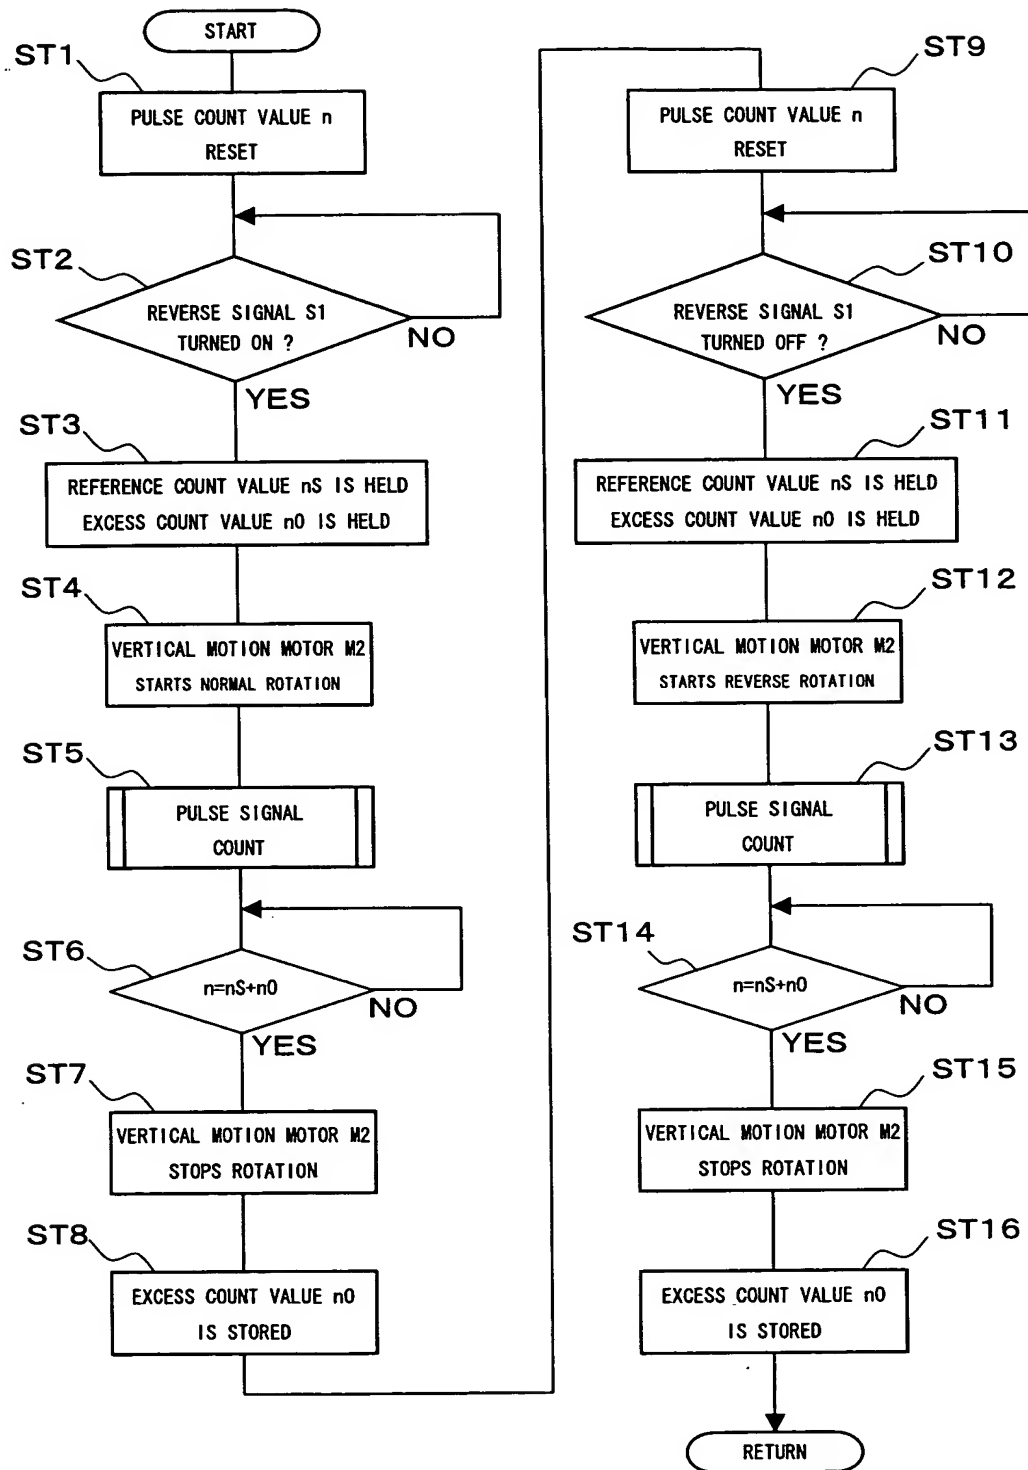 START
ST1
PULSE COUNT VALUE n
RESET
ST2
REVERSE SIGNAL S1
TURNED ON ?
NO
YES
ST3
REFERENCE COUNT VALUE nS IS HELD
EXCESS COUNT VALUE n0 IS HELD
ST4
VERTICAL MOTION MOTOR M2
STARTS NORMAL ROTATION
ST5
PULSE SIGNAL
COUNT
ST6
n=nS+n0
NO
YES
ST7
VERTICAL MOTION MOTOR M2
STOPS ROTATION
ST8
EXCESS COUNT VALUE n0
IS STORED
ST9
PULSE COUNT VALUE n
RESET
ST10
REVERSE SIGNAL S1
TURNED OFF ?
NO
YES
ST11
REFERENCE COUNT VALUE nS IS HELD
EXCESS COUNT VALUE n0 IS HELD
ST12
VERTICAL MOTION MOTOR M2
STARTS REVERSE ROTATION
ST13
PULSE SIGNAL
COUNT
ST14
n=nS+n0
NO
YES
ST15
VERTICAL MOTION MOTOR M2
STOPS ROTATION
ST16
EXCESS COUNT VALUE n0
IS STORED
RETURN